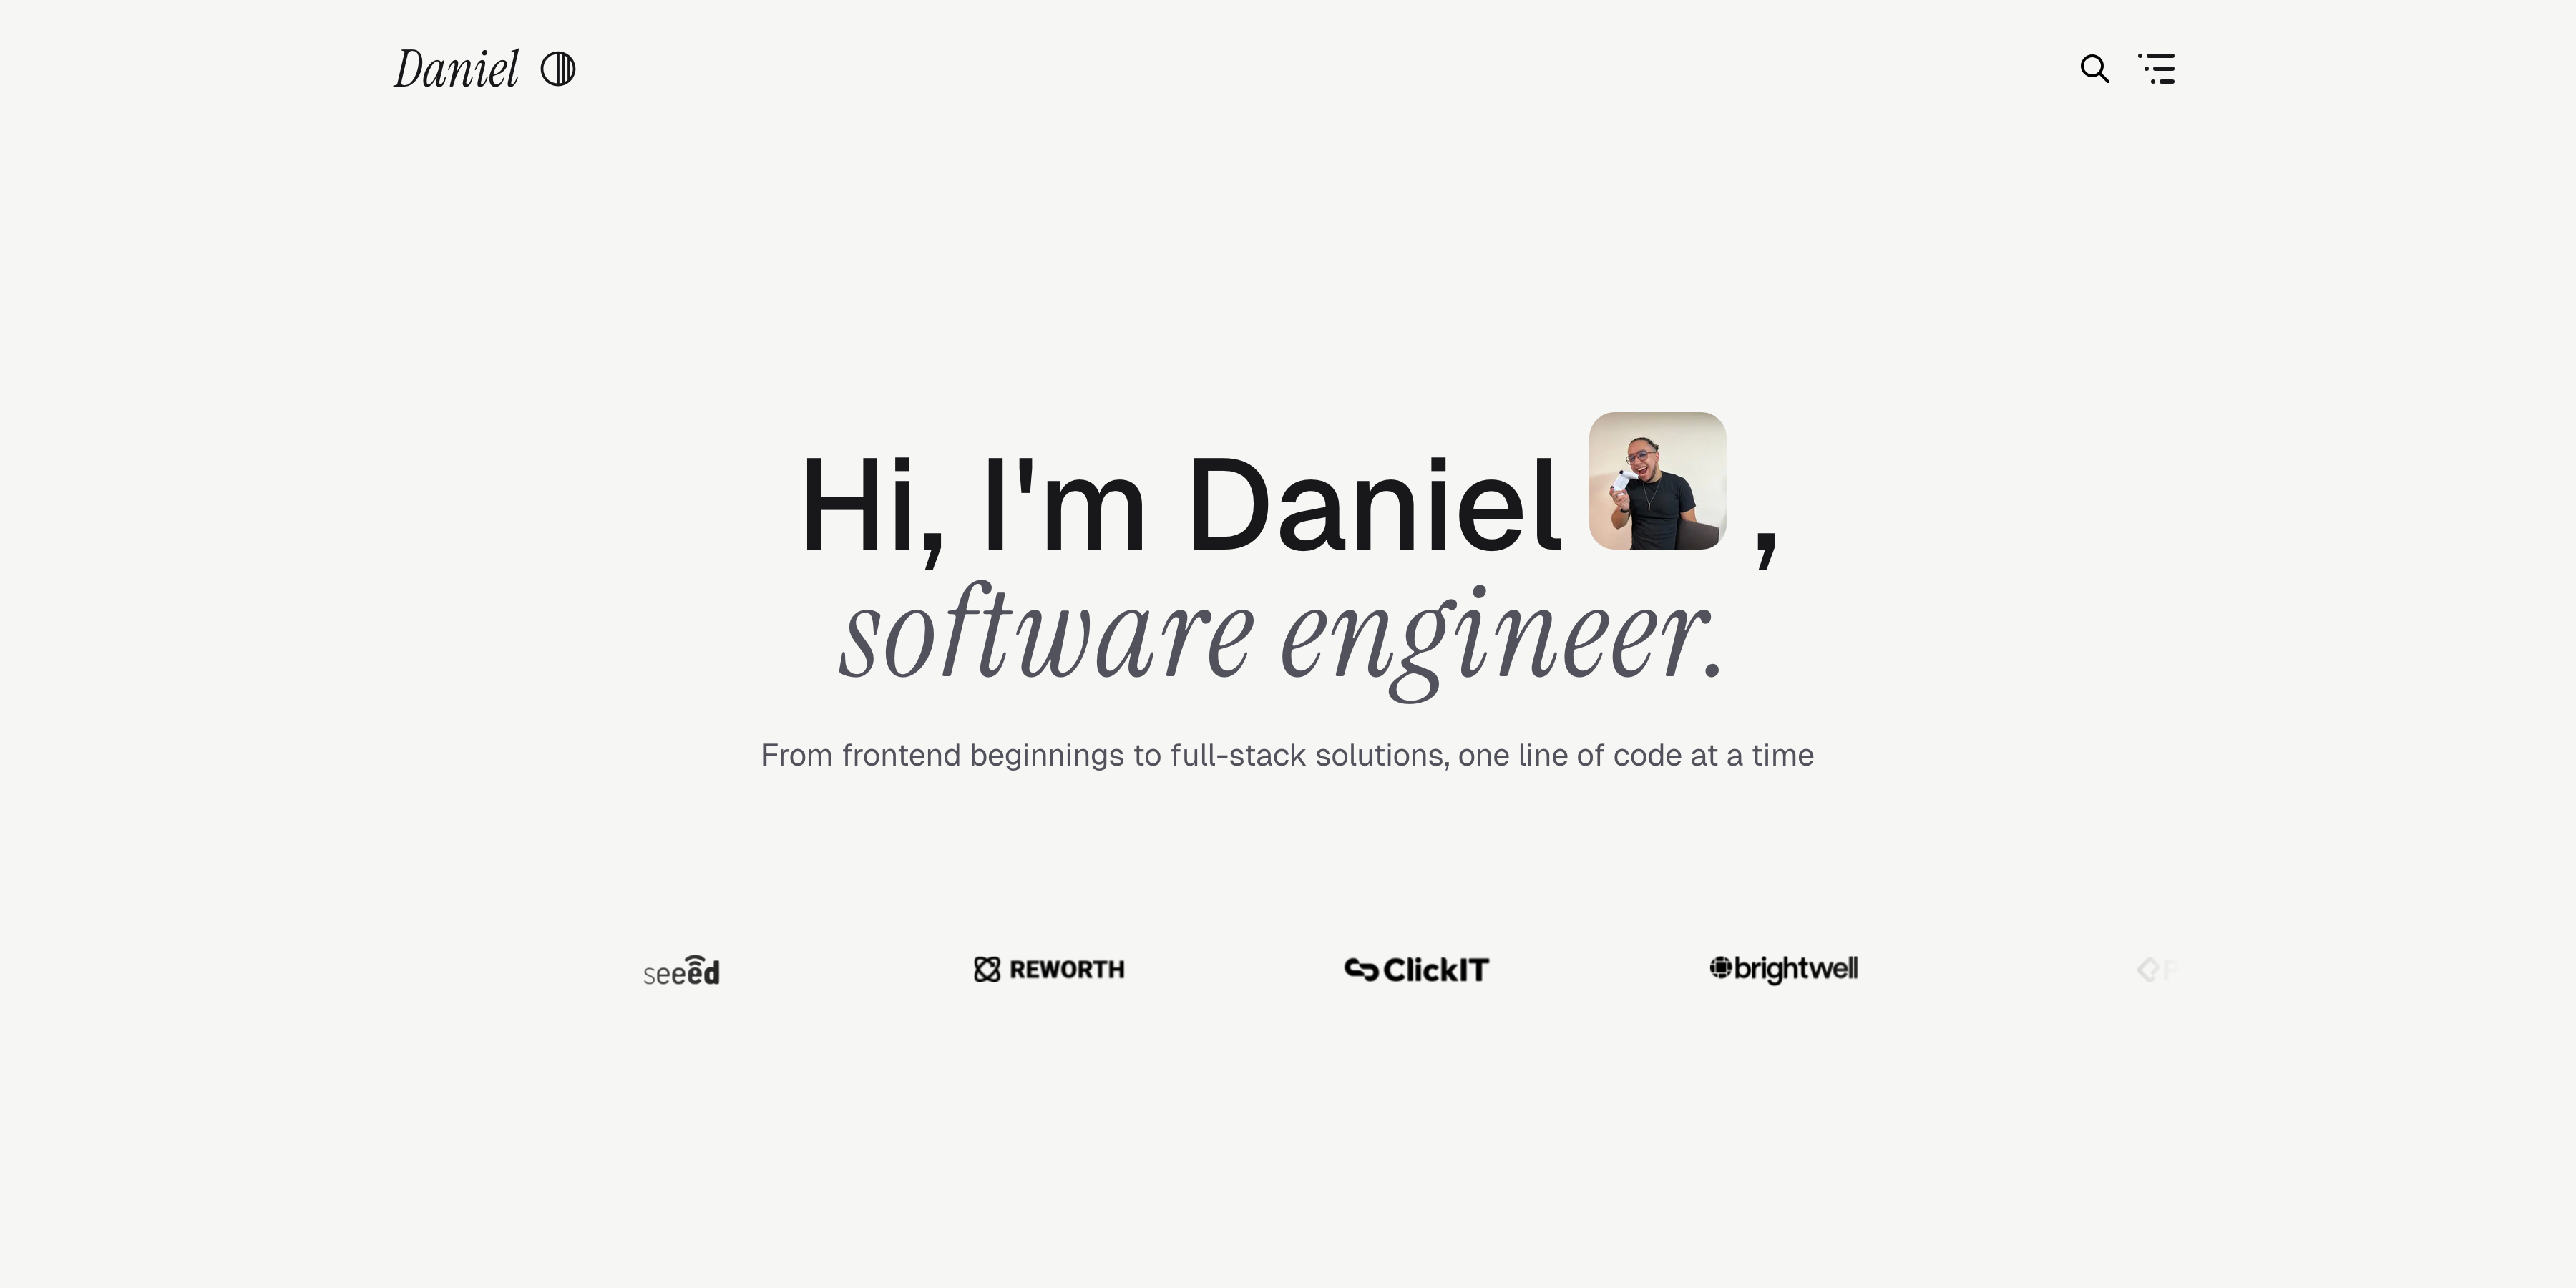 Daniel
Hi, I'm Daniel ,
software engineer.
From frontend beginnings to full-stack solutions, one line of code at a time
seeed
REWORTH
ClickIT
brightwell